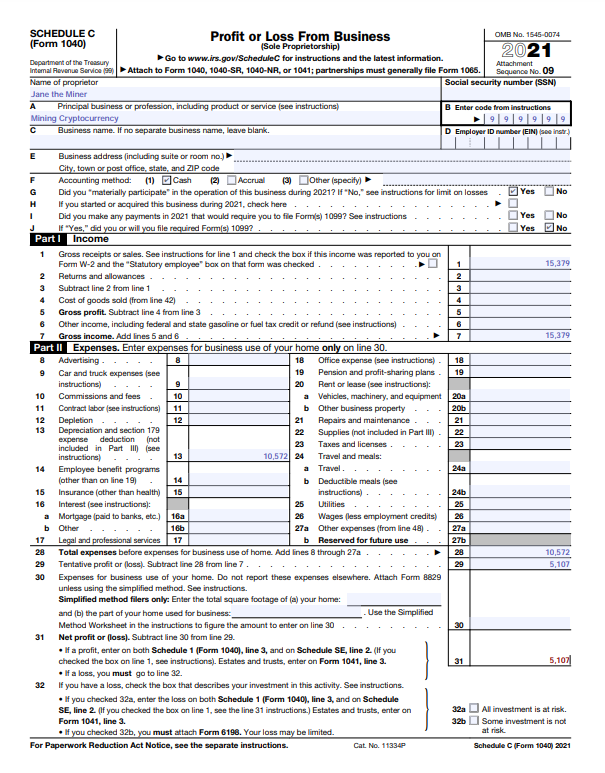 SCHEDULE C
(Form 1040)
Department of the Treasury
Internal Revenue Service (99)
Profit or Loss From Business
(Sole Proprietorship)
▶ Go to www.irs.gov/ScheduleC for instructions and the latest information.
▶ Attach to Form 1040, 1040-SR, 1040-NR, or 1041; partnerships must generally file Form 1065.
OMB No. 1545-0074
2021
Attachment
Sequence No. 09
Name of proprietor
Social security number (SSN)
Jane the Miner
A Principal business or profession, including product or service (see instructions)
B Enter code from instructions
Mining Cryptocurrency
▶ 9 9 9 9 9 9
C Business name. If no separate business name, leave blank.
D Employer ID number (EIN) (see instr.)
E Business address (including suite or room no.) ▶
City, town or post office, state, and ZIP code
F Accounting method: (1) ✓ Cash (2) Accrual (3) Other (specify) ▶
G Did you "materially participate" in the operation of this business during 2021? If "No," see instructions for limit on losses . ✓ Yes No
H If you started or acquired this business during 2021, check here . . . ▶
I Did you make any payments in 2021 that would require you to file Form(s) 1099? See instructions . . . Yes No
J If "Yes," did you or will you file required Form(s) 1099? . . . Yes ✓ No
Part I Income
1 Gross receipts or sales. See instructions for line 1 and check the box if this income was reported to you on
Form W-2 and the "Statutory employee" box on that form was checked . . . ▶ 1 15,379
2 Returns and allowances . . . 2
3 Subtract line 2 from line 1 . . . 3
4 Cost of goods sold (from line 42) . . . 4
5 Gross profit. Subtract line 4 from line 3 . . . 5
6 Other income, including federal and state gasoline or fuel tax credit or refund (see instructions) . . . 6
7 Gross income. Add lines 5 and 6 . . . ▶ 7 15,379
Part II Expenses. Enter expenses for business use of your home only on line 30.
8 Advertising . . . 8
9 Car and truck expenses (see
instructions) . . . 9
10 Commissions and fees . 10
11 Contract labor (see instructions) 11
12 Depletion . . . 12
13 Depreciation and section 179
expense deduction (not
included in Part III) (see
instructions) . . . 13 10,572
14 Employee benefit programs
(other than on line 19) . 14
15 Insurance (other than health) 15
16 Interest (see instructions):
a Mortgage (paid to banks, etc.) 16a
b Other . . . 16b
17 Legal and professional services 17
18 Office expense (see instructions) . 18
19 Pension and profit-sharing plans . 19
20 Rent or lease (see instructions):
a Vehicles, machinery, and equipment 20a
b Other business property . . . 20b
21 Repairs and maintenance . . . 21
22 Supplies (not included in Part III) . 22
23 Taxes and licenses . . . 23
24 Travel and meals:
a Travel . . . 24a
b Deductible meals (see
instructions) . . . 24b
25 Utilities . . . 25
26 Wages (less employment credits) 26
27a Other expenses (from line 48) . . 27a
b Reserved for future use . . . 27b
28 Total expenses before expenses for business use of home. Add lines 8 through 27a . . . ▶ 28 10,572
29 Tentative profit or (loss). Subtract line 28 from line 7 . . . 29 5,107
30 Expenses for business use of your home. Do not report these expenses elsewhere. Attach Form 8829
unless using the simplified method. See instructions.
Simplified method filers only: Enter the total square footage of (a) your home:
and (b) the part of your home used for business: . Use the Simplified
Method Worksheet in the instructions to figure the amount to enter on line 30 . . . 30
31 Net profit or (loss). Subtract line 30 from line 29.
• If a profit, enter on both Schedule 1 (Form 1040), line 3, and on Schedule SE, line 2. (If you
checked the box on line 1, see instructions). Estates and trusts, enter on Form 1041, line 3.
• If a loss, you must go to line 32.
31 5,107
32 If you have a loss, check the box that describes your investment in this activity. See instructions.
• If you checked 32a, enter the loss on both Schedule 1 (Form 1040), line 3, and on Schedule
SE, line 2. (If you checked the box on line 1, see the line 31 instructions.) Estates and trusts, enter on
Form 1041, line 3.
• If you checked 32b, you must attach Form 6198. Your loss may be limited.
32a All investment is at risk.
32b Some investment is not
at risk.
For Paperwork Reduction Act Notice, see the separate instructions. Cat. No. 11334P Schedule C (Form 1040) 2021